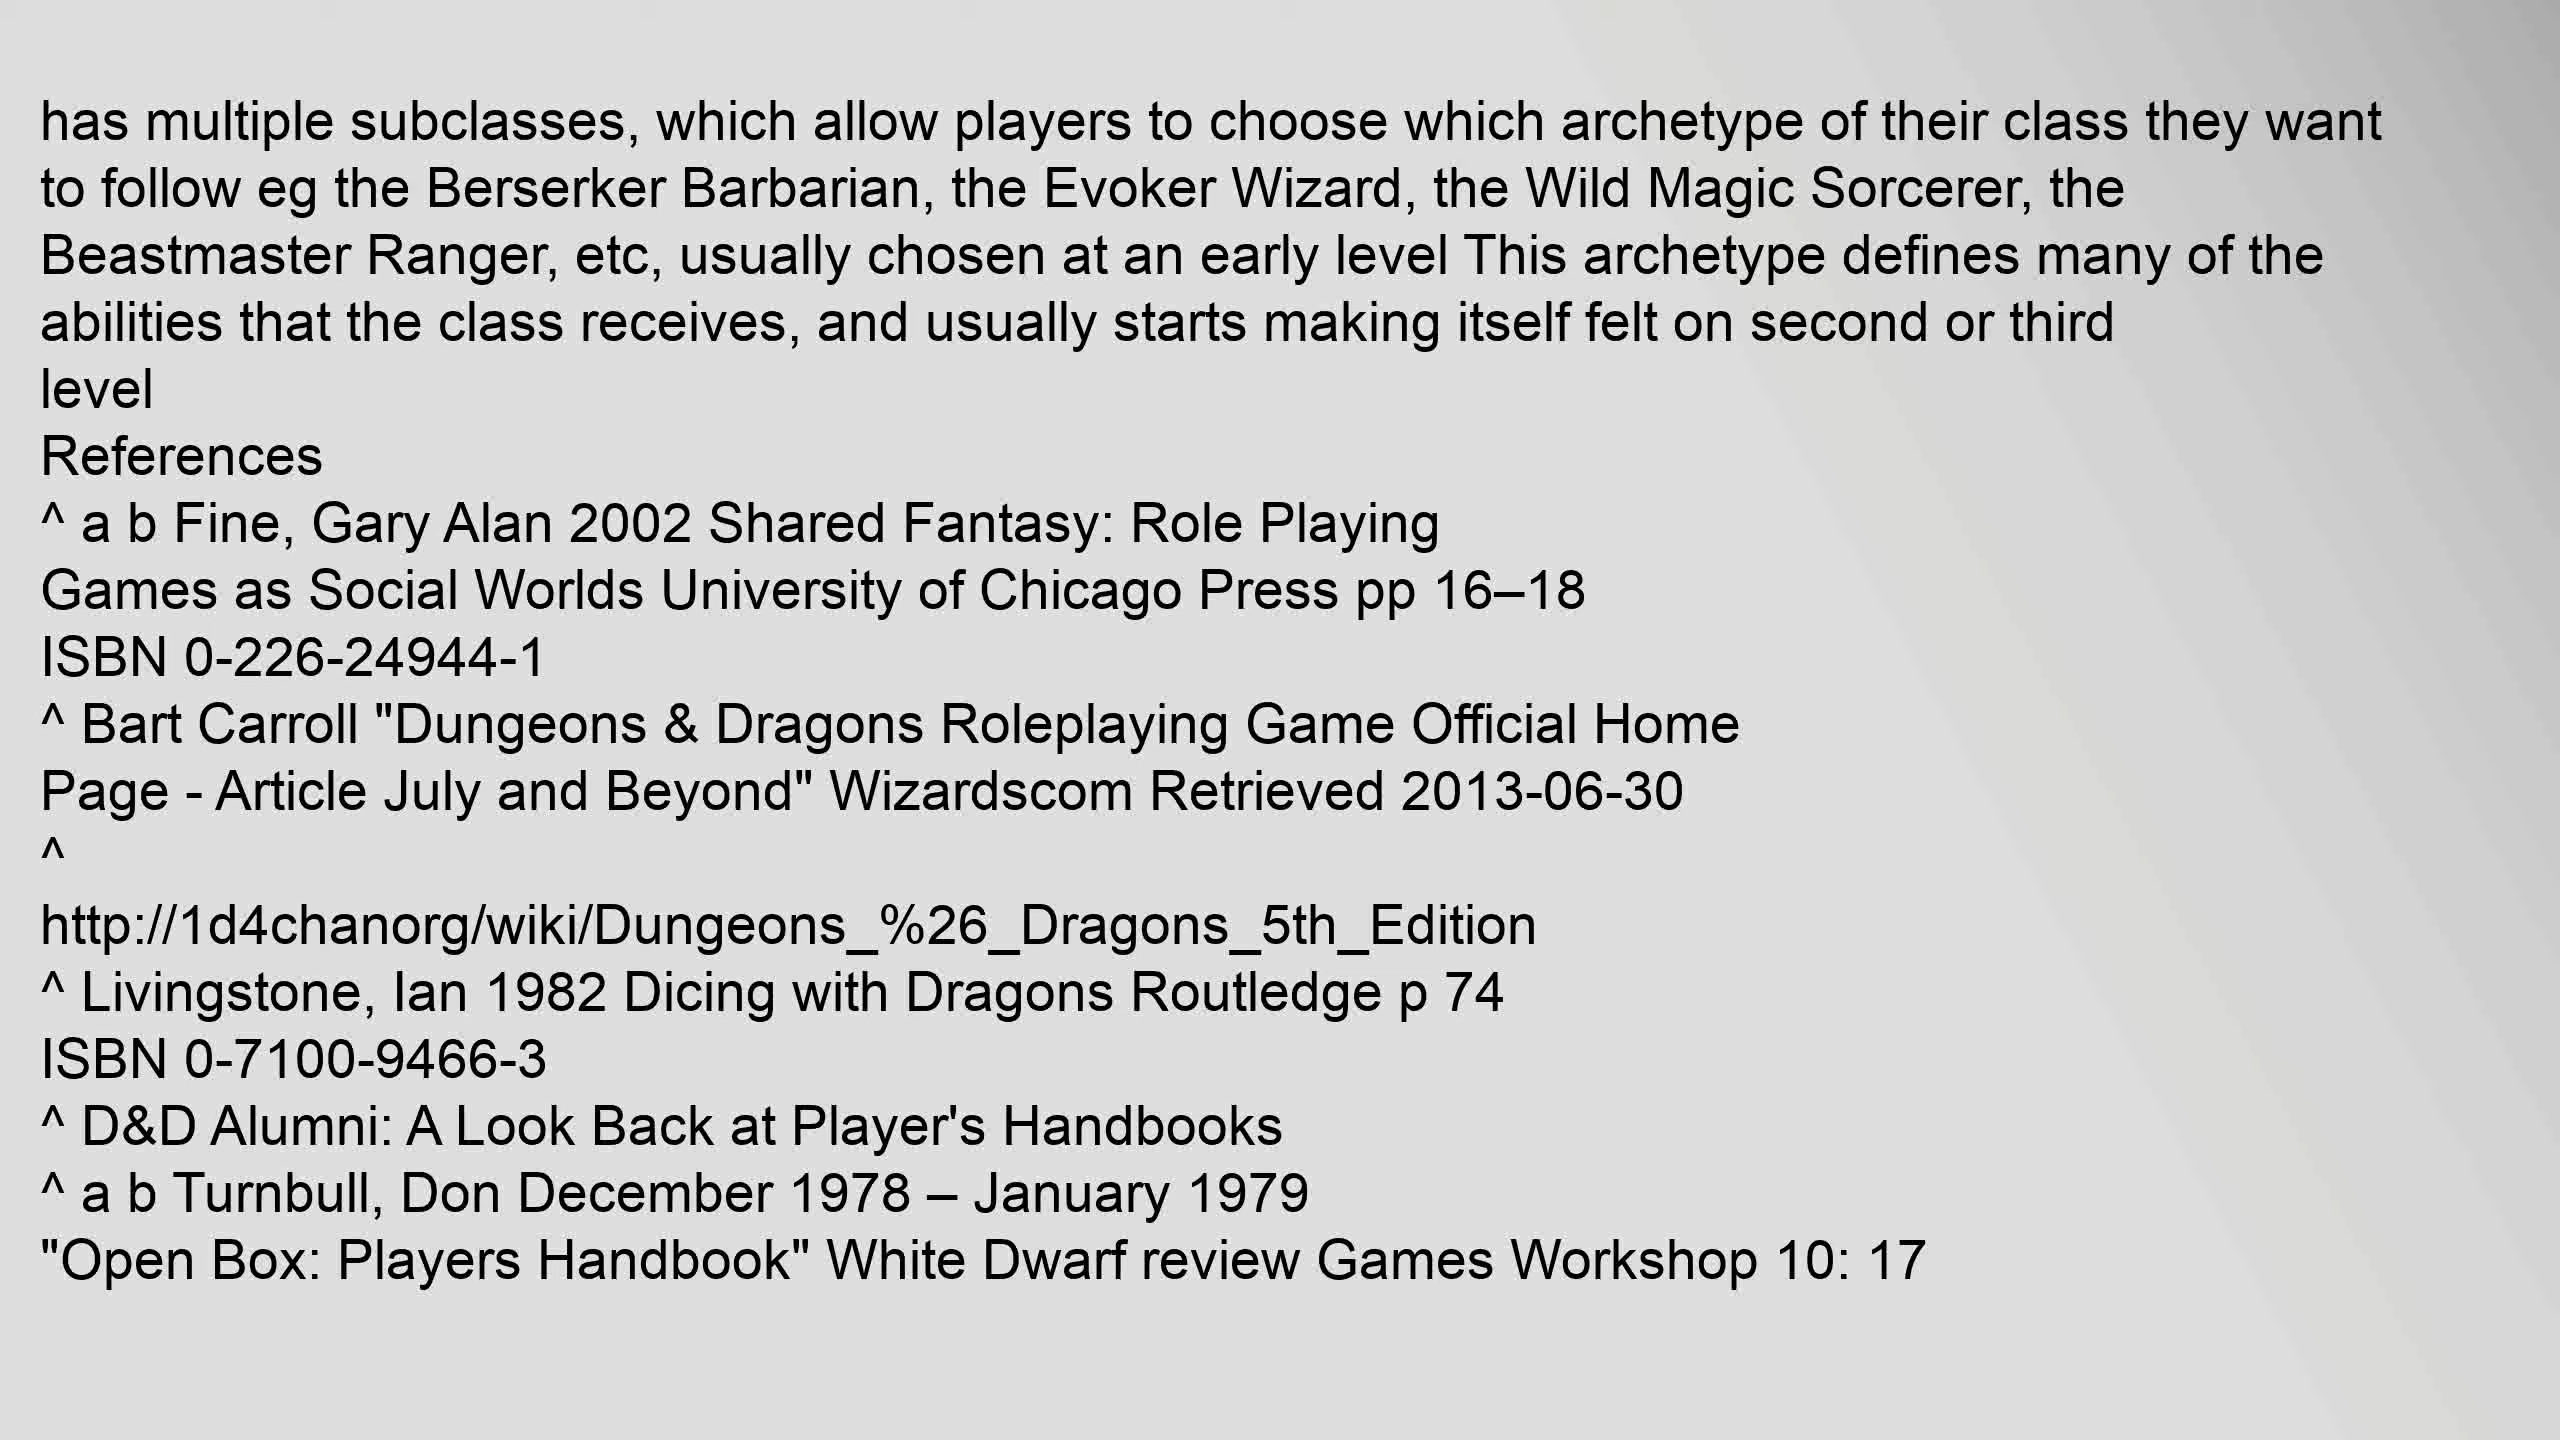 has multiple subclasses, which allow players to choose which archetype of their class they want
to follow eg the Berserker Barbarian, the Evoker Wizard, the Wild Magic Sorcerer, the
Beastmaster Ranger, etc, usually chosen at an early level This archetype defines many of the
abilities that the class receives, and usually starts making itself felt on second or third
level
References
^ a b Fine, Gary Alan 2002 Shared Fantasy: Role Playing
Games as Social Worlds University of Chicago Press pp 16–18
ISBN 0-226-24944-1
^ Bart Carroll "Dungeons & Dragons Roleplaying Game Official Home
Page - Article July and Beyond" Wizardscom Retrieved 2013-06-30
^
http://1d4chanorg/wiki/Dungeons_%26_Dragons_5th_Edition
^ Livingstone, Ian 1982 Dicing with Dragons Routledge p 74
ISBN 0-7100-9466-3
^ D&D Alumni: A Look Back at Player's Handbooks
^ a b Turnbull, Don December 1978 – January 1979
"Open Box: Players Handbook" White Dwarf review Games Workshop 10: 17